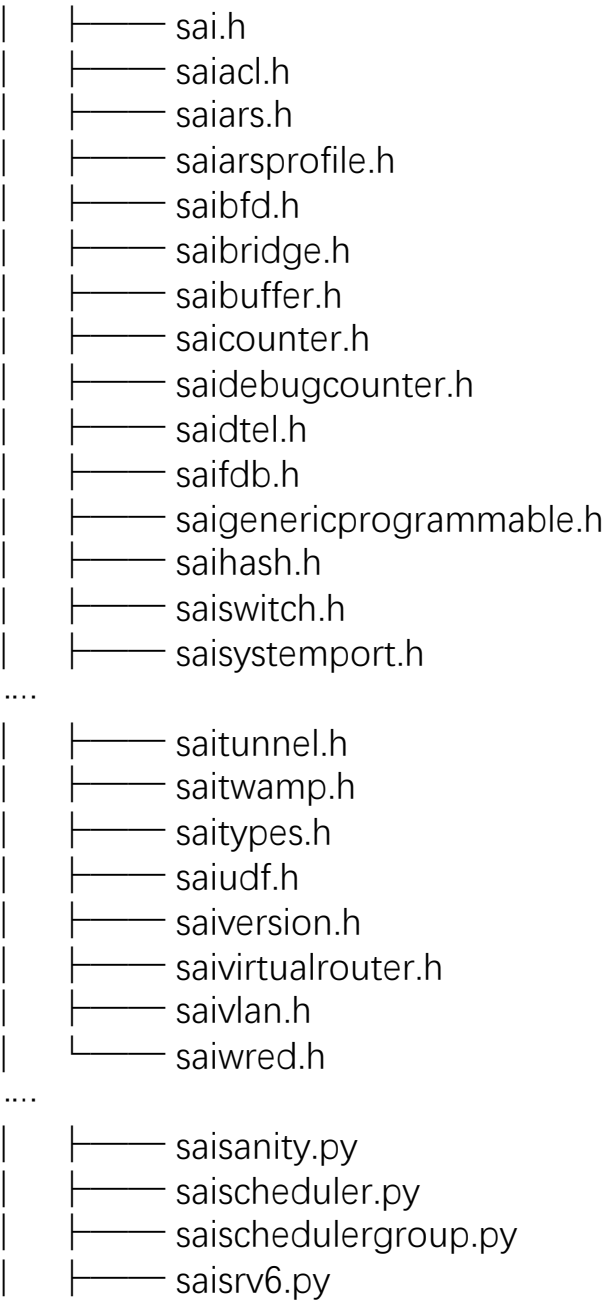 │ ├── sai.h
│ ├── saiacl.h
│ ├── saiars.h
│ ├── saiarsprofile.h
│ ├── saibfd.h
│ ├── saibridge.h
│ ├── saibuffer.h
│ ├── saicounter.h
│ ├── saidebugcounter.h
│ ├── saidtel.h
│ ├── saifdb.h
│ ├── saigenericprogrammable.h
│ ├── saihash.h
│ ├── saiswitch.h
│ ├── saisystemport.h
....
│ ├── saitunnel.h
│ ├── saitwamp.h
│ ├── saitypes.h
│ ├── saiudf.h
│ ├── saiversion.h
│ ├── saivirtualrouter.h
│ ├── saivlan.h
│ └── saiwred.h
....
│ ├── saisanity.py
│ ├── saischeduler.py
│ ├── saischedulergroup.py
│ ├── saisrv6.py